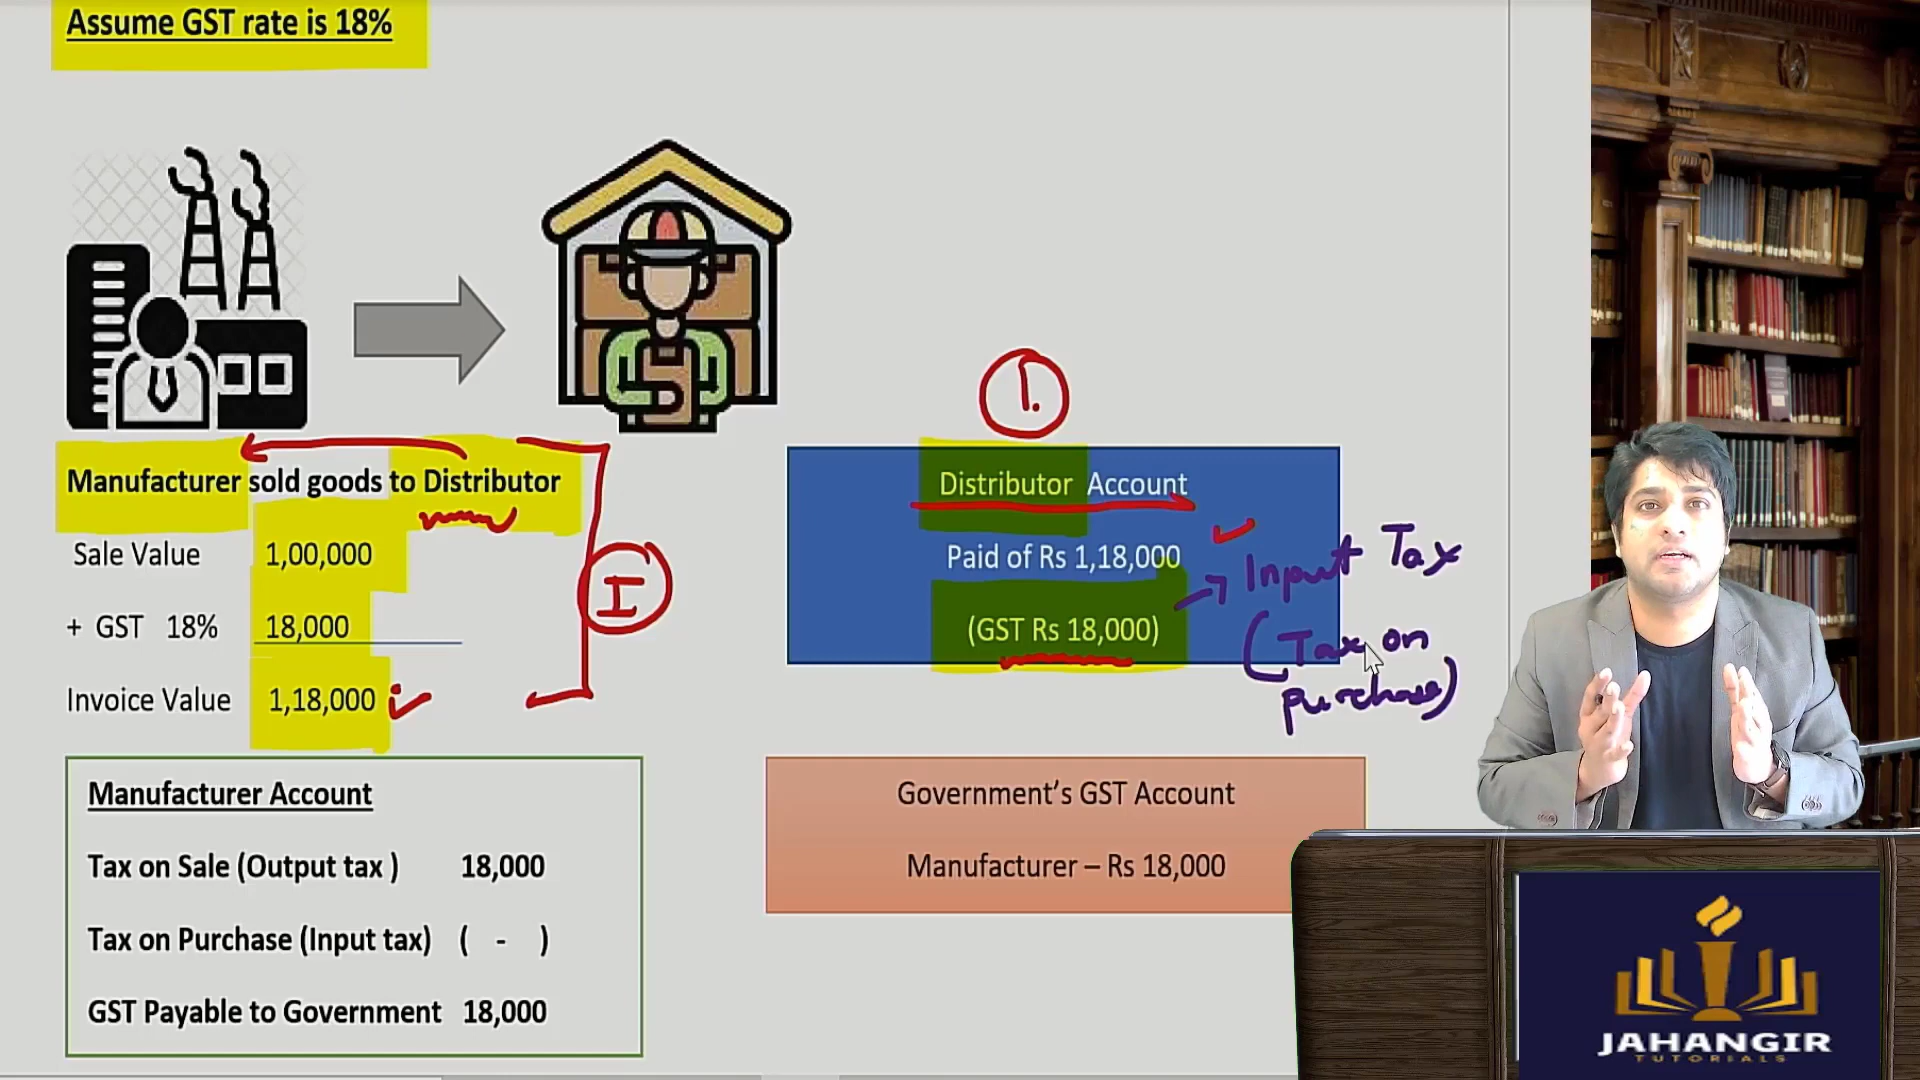 Assume GST rate is 18%
1.
Manufacturer sold goods to Distributor
Sale Value 1,00,000
+ GST 18% 18,000
Invoice Value 1,18,000
I
Distributor Account
Paid of Rs 1,18,000
(GST Rs 18,000)
→ Input Tax
(Tax on
purchase)
Manufacturer Account
Tax on Sale (Output tax ) 18,000
Tax on Purchase (Input tax) ( - )
GST Payable to Government 18,000
Government’s GST Account
Manufacturer – Rs 18,000
JAHANGIR
TUTORIALS